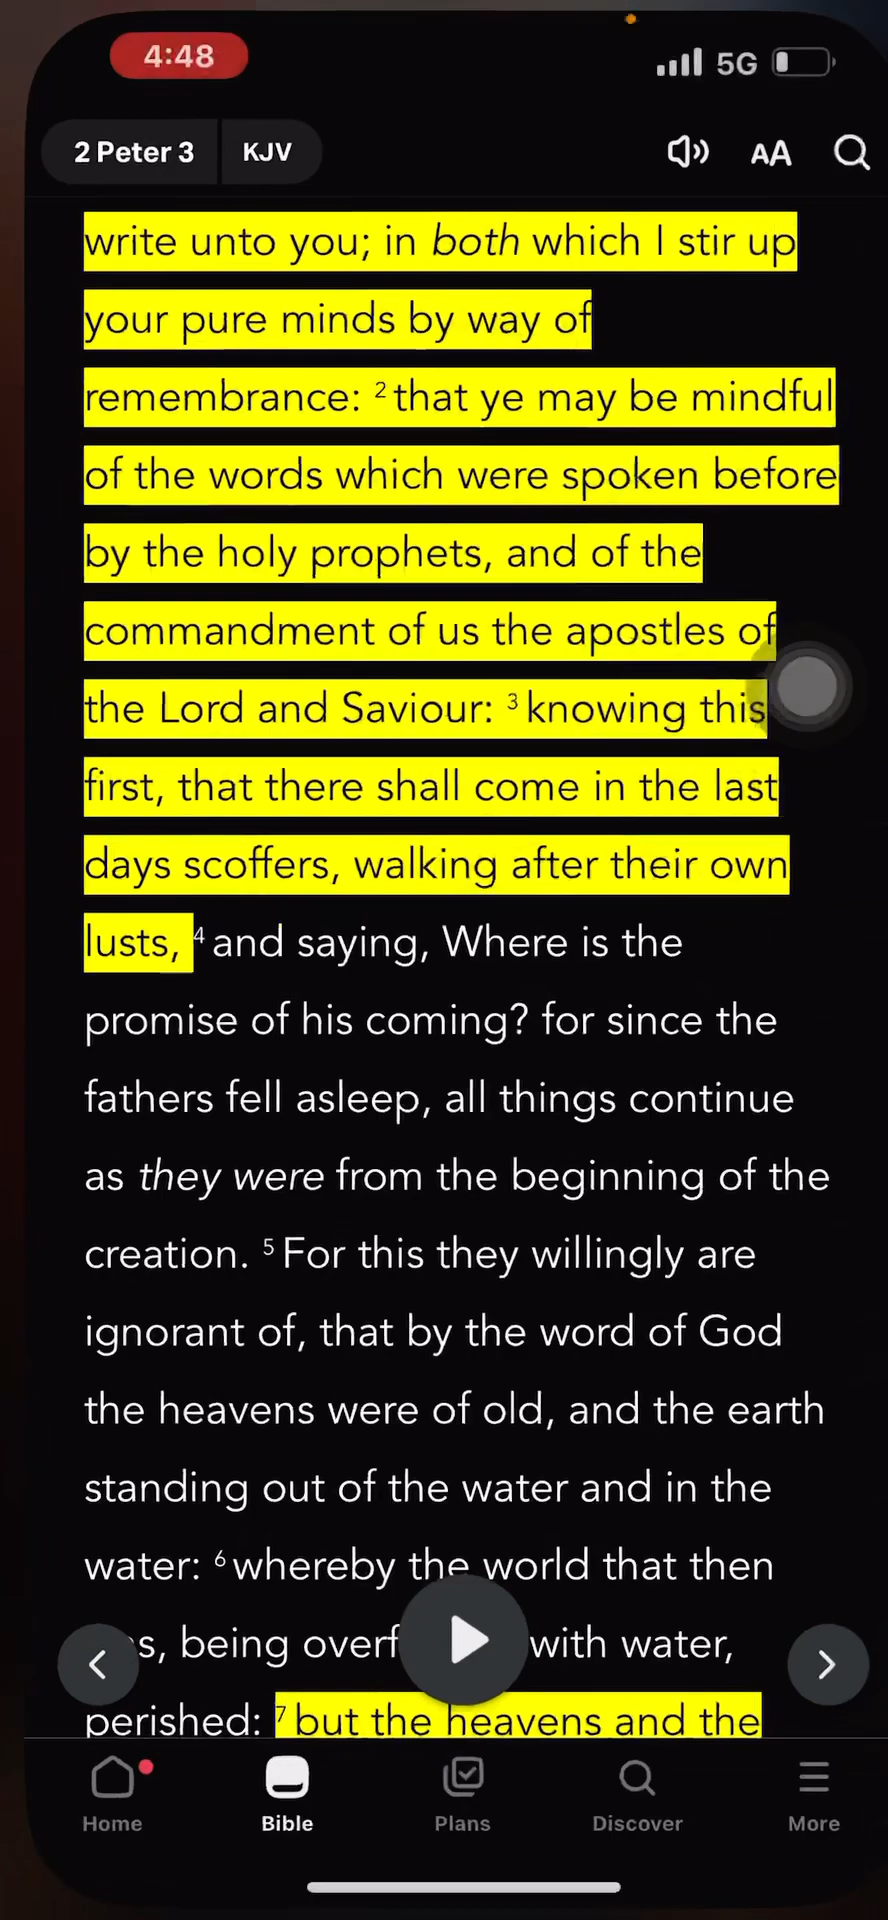 4:48
5G
2 Peter 3
KJV
AA
write unto you; in both which I stir up
your pure minds by way of
remembrance: 2 that ye may be mindful
of the words which were spoken before
by the holy prophets, and of the
commandment of us the apostles of
the Lord and Saviour: 3 knowing this
first, that there shall come in the last
days scoffers, walking after their own
lusts, 4 and saying, Where is the
promise of his coming? for since the
fathers fell asleep, all things continue
as they were from the beginning of the
creation. 5 For this they willingly are
ignorant of, that by the word of God
the heavens were of old, and the earth
standing out of the water and in the
water: 6 whereby the world that then
being with water,
perished: 7 but the heavens and the
Home
Bible
Plans
Discover
More